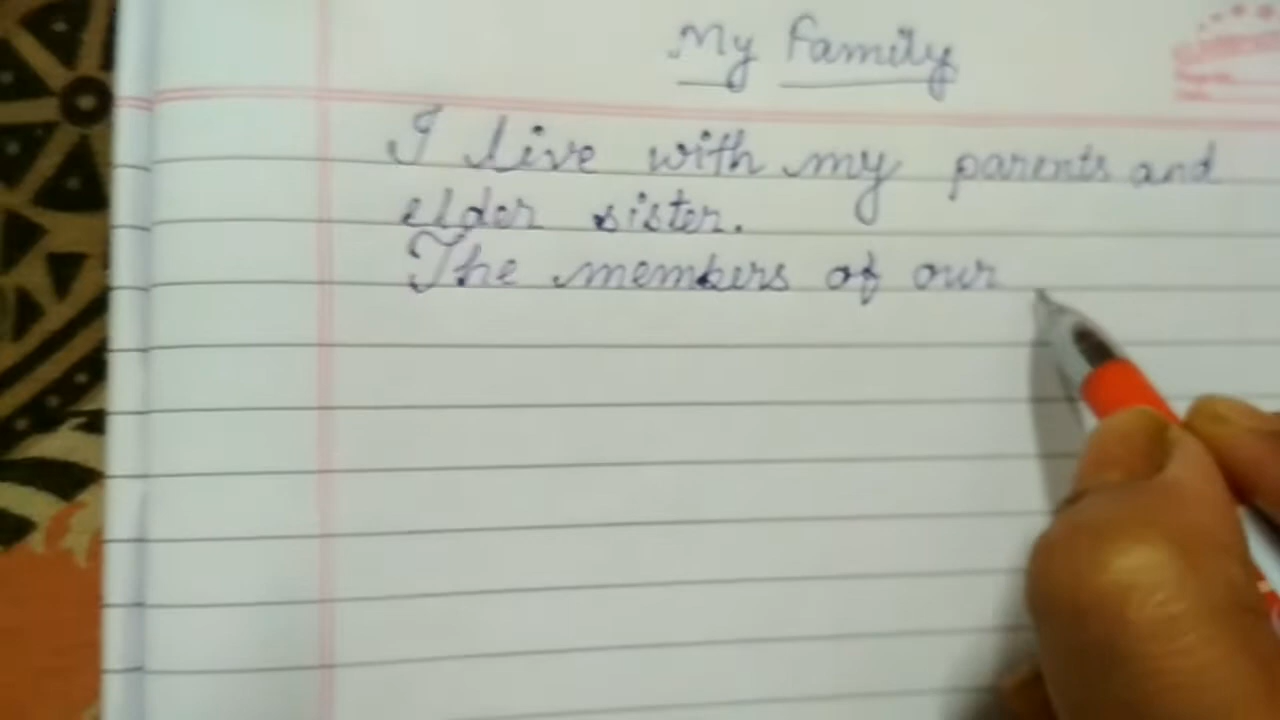 My Family
I live with my parents and
elder sister.
The members of our